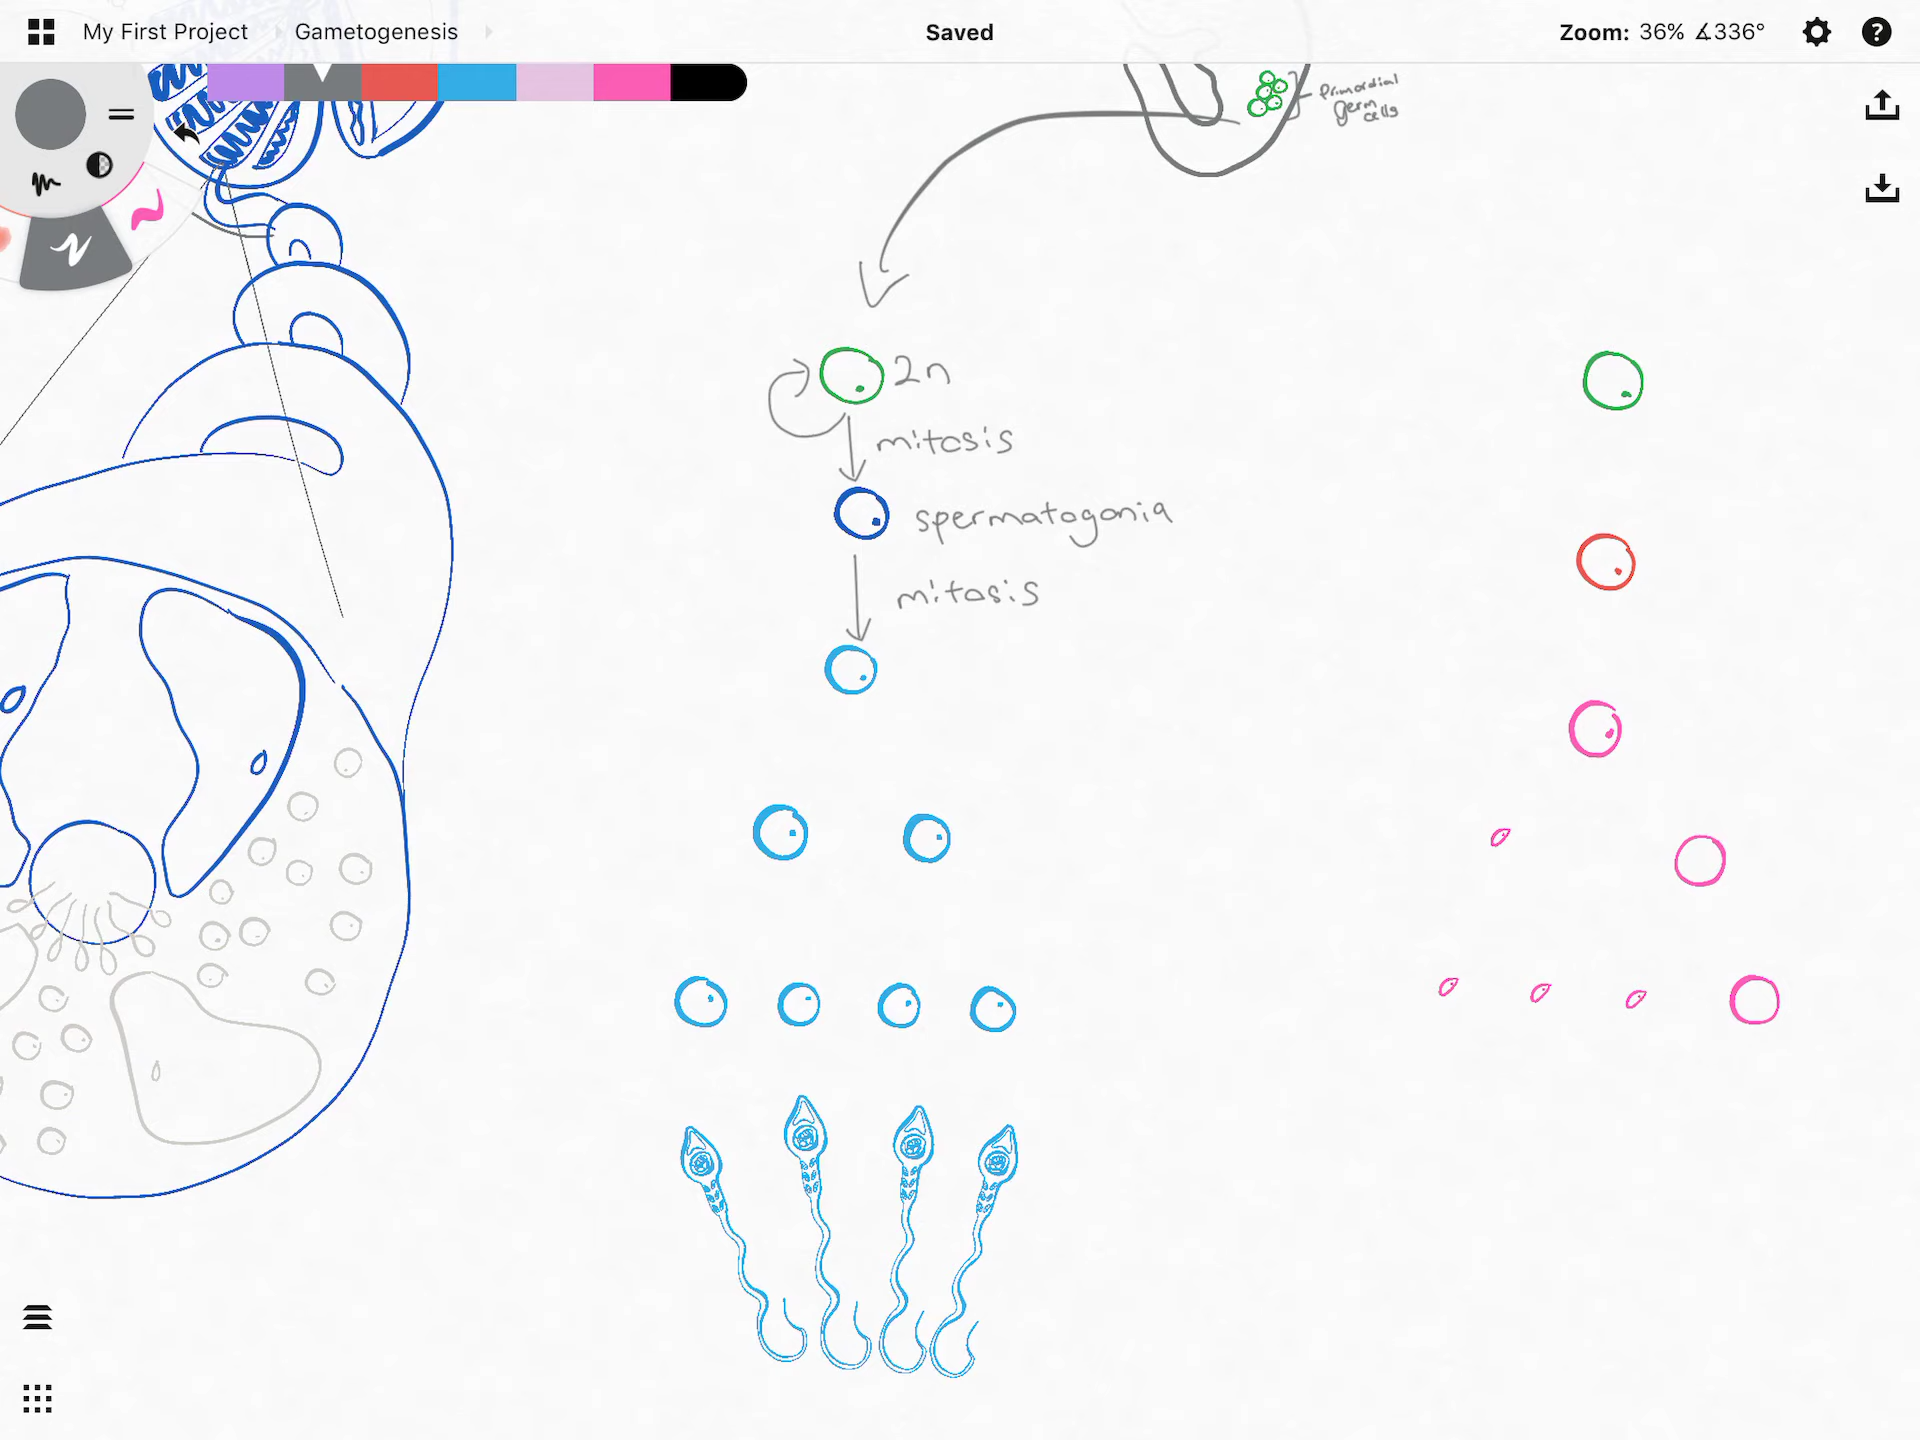 My First Project Gametogenesis Saved Zoom: 36% ∡336° ?
Primordial
germ
cells
2n
mitosis
spermatogonia
mitosis